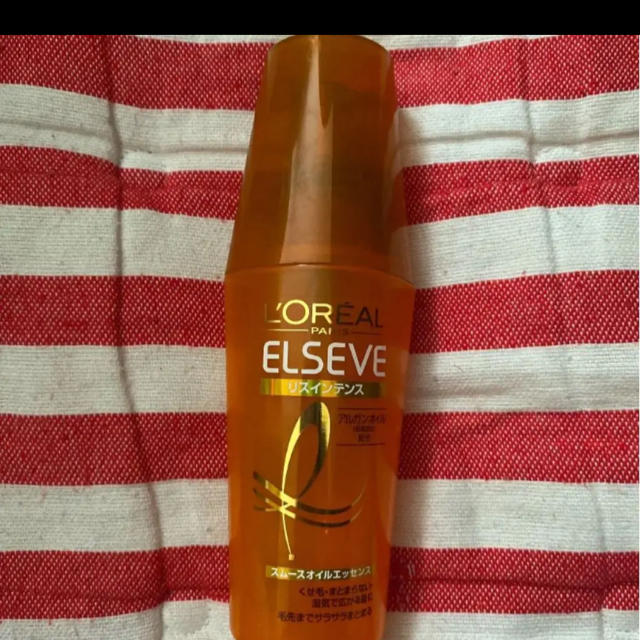 L'ORÉAL
PARIS
ELSEVE
リズインテンス
アルガンオイル
配合
スムースオイルエッセンス
くせ毛・まとまらない・
湿気で広がる髪に
毛先までサラサラまとまる